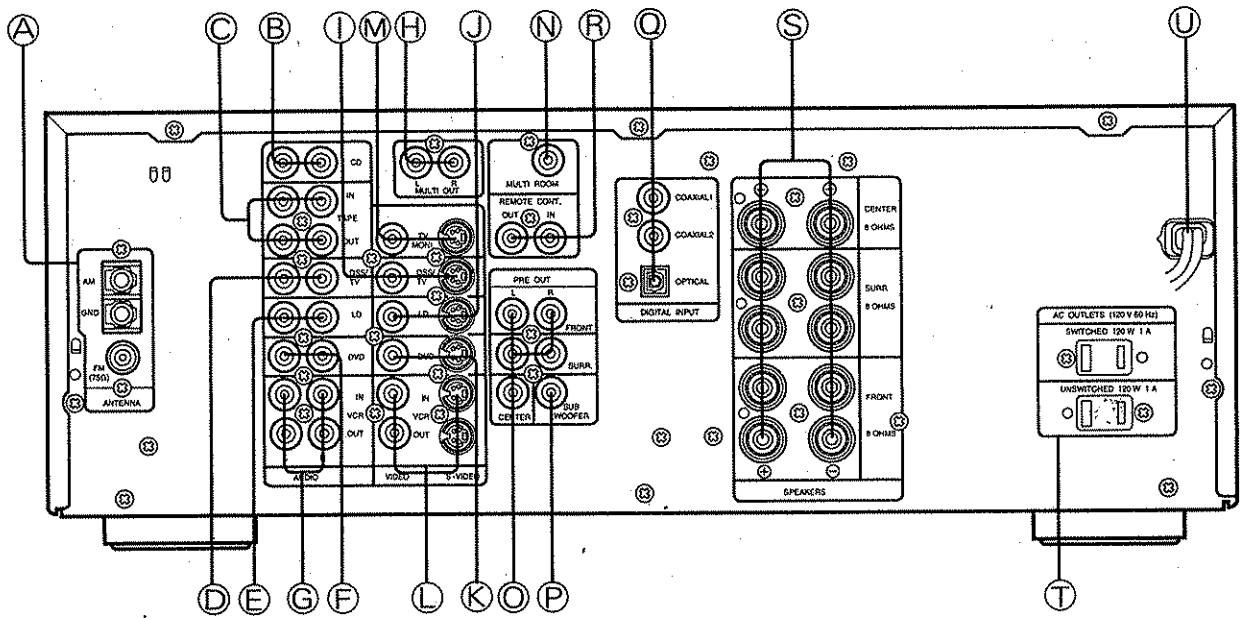 A C B I M H J N R Q S U
CD
IN
TAPE
OUT
DSS/
TV
LD
DVD
IN
VCR
OUT
AUDIO
TV
MONI.
DSS/
TV
LD
DVD
IN
VCR
OUT
VIDEO
S-VIDEO
L R
MULTI OUT
MULTI ROOM
REMOTE CONT.
OUT IN
PRE OUT
L R
FRONT
SURR.
CENTER
SUB
WOOFER
COAXIAL1
COAXIAL2
OPTICAL
DIGITAL INPUT
+ −
CENTER
8 OHMS
SURR.
8 OHMS
FRONT
8 OHMS
+ −
SPEAKERS
AM
GND
FM
(75Ω)
ANTENNA
AC OUTLETS (120 V 60 Hz)
SWITCHED 120 W 1 A
UNSWITCHED 120 W 1 A
D E G F L K O P T